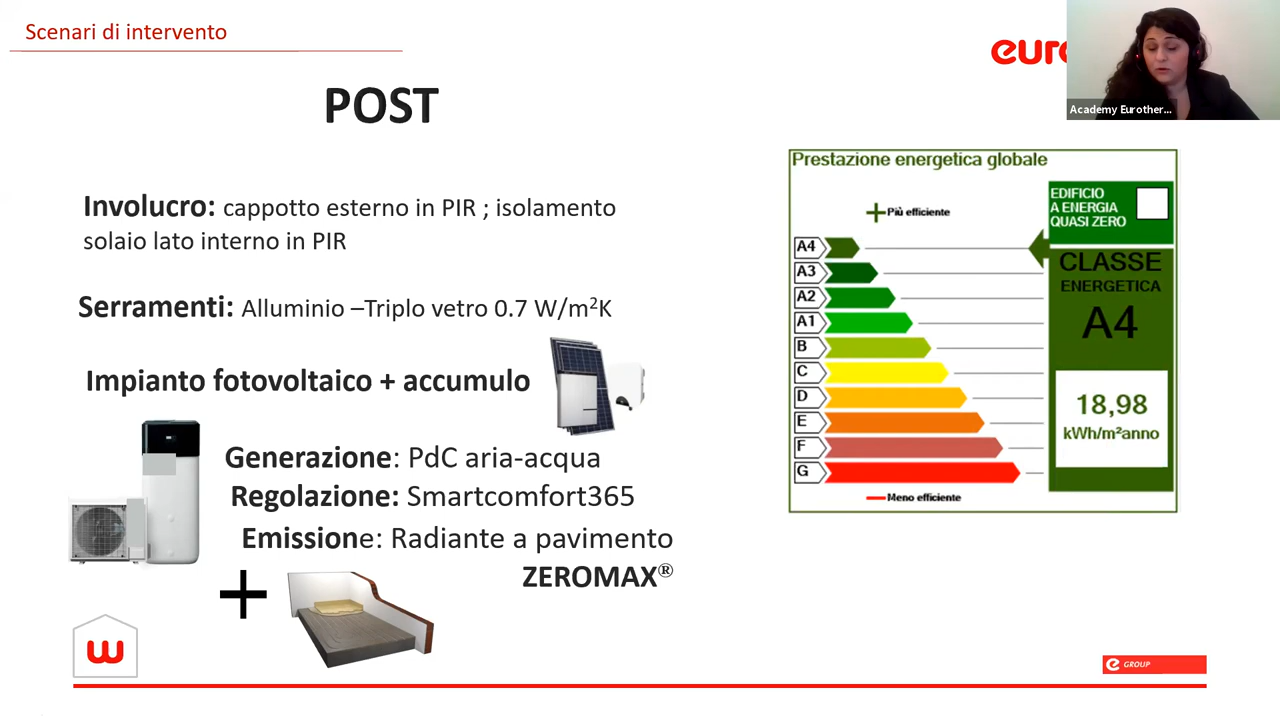 Scenari di intervento
euro
Academy Eurother...
POST
Involucro: cappotto esterno in PIR ; isolamento
solaio lato interno in PIR
Serramenti: Alluminio –Triplo vetro 0.7 W/m²K
Impianto fotovoltaico + accumulo
Generazione: PdC aria-acqua
Regolazione: Smartcomfort365
Emissione: Radiante a pavimento
ZEROMAX®
+
Prestazione energetica globale
EDIFICIO
A ENERGIA
QUASI ZERO
Più efficiente
A4
A3
A2
A1
B
C
D
E
F
G
Meno efficiente
CLASSE
ENERGETICA
A4
18,98
kWh/m²anno
w
e GROUP